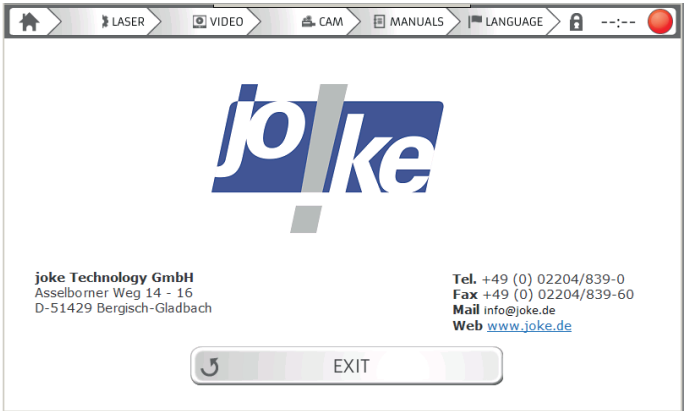 LASER VIDEO CAM MANUALS LANGUAGE --:--
jo!ke
joke Technology GmbH
Asselborner Weg 14 - 16
D-51429 Bergisch-Gladbach
Tel. +49 (0) 02204/839-0
Fax +49 (0) 02204/839-60
Mail info@joke.de
Web www.joke.de
EXIT